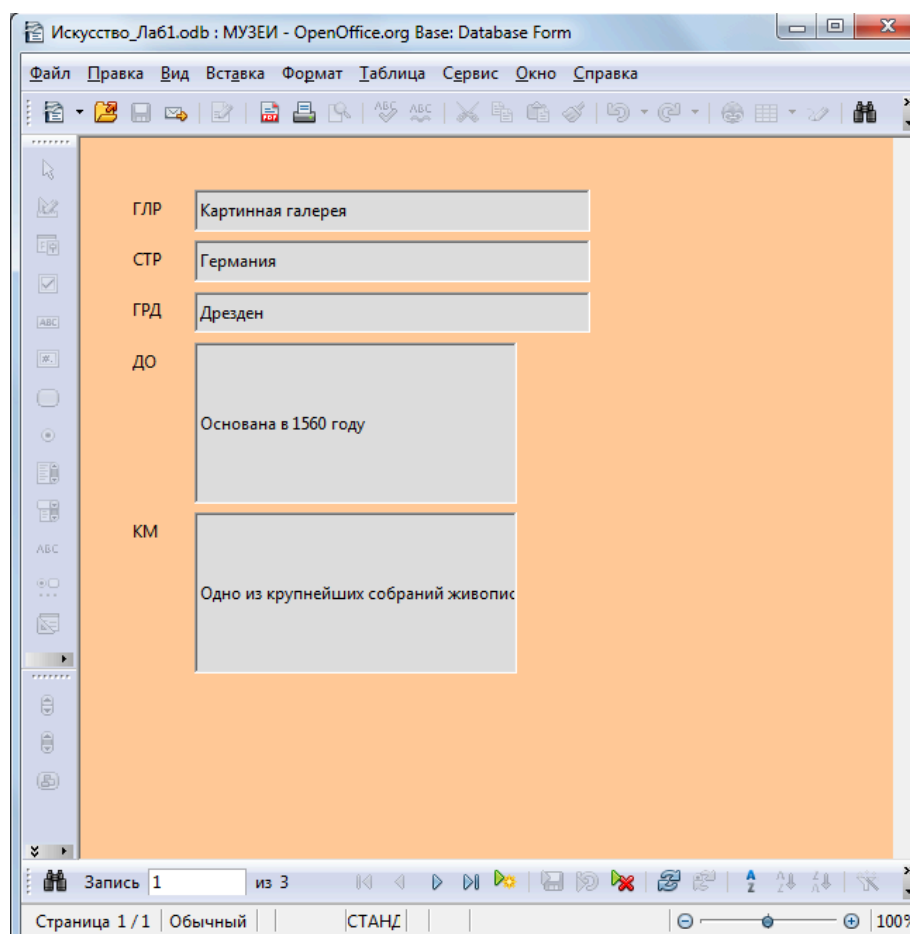 Искусство_Лаб1.odb : МУЗЕИ - OpenOffice.org Base: Database Form
Файл Правка Вид Вставка Формат Таблица Сервис Окно Справка
ГЛР Картинная галерея
СТР Германия
ГРД Дрезден
ДО
Основана в 1560 году
КМ
Одно из крупнейших собраний живопис
Запись 1 из 3
Страница 1 / 1 Обычный СТАНД 100%